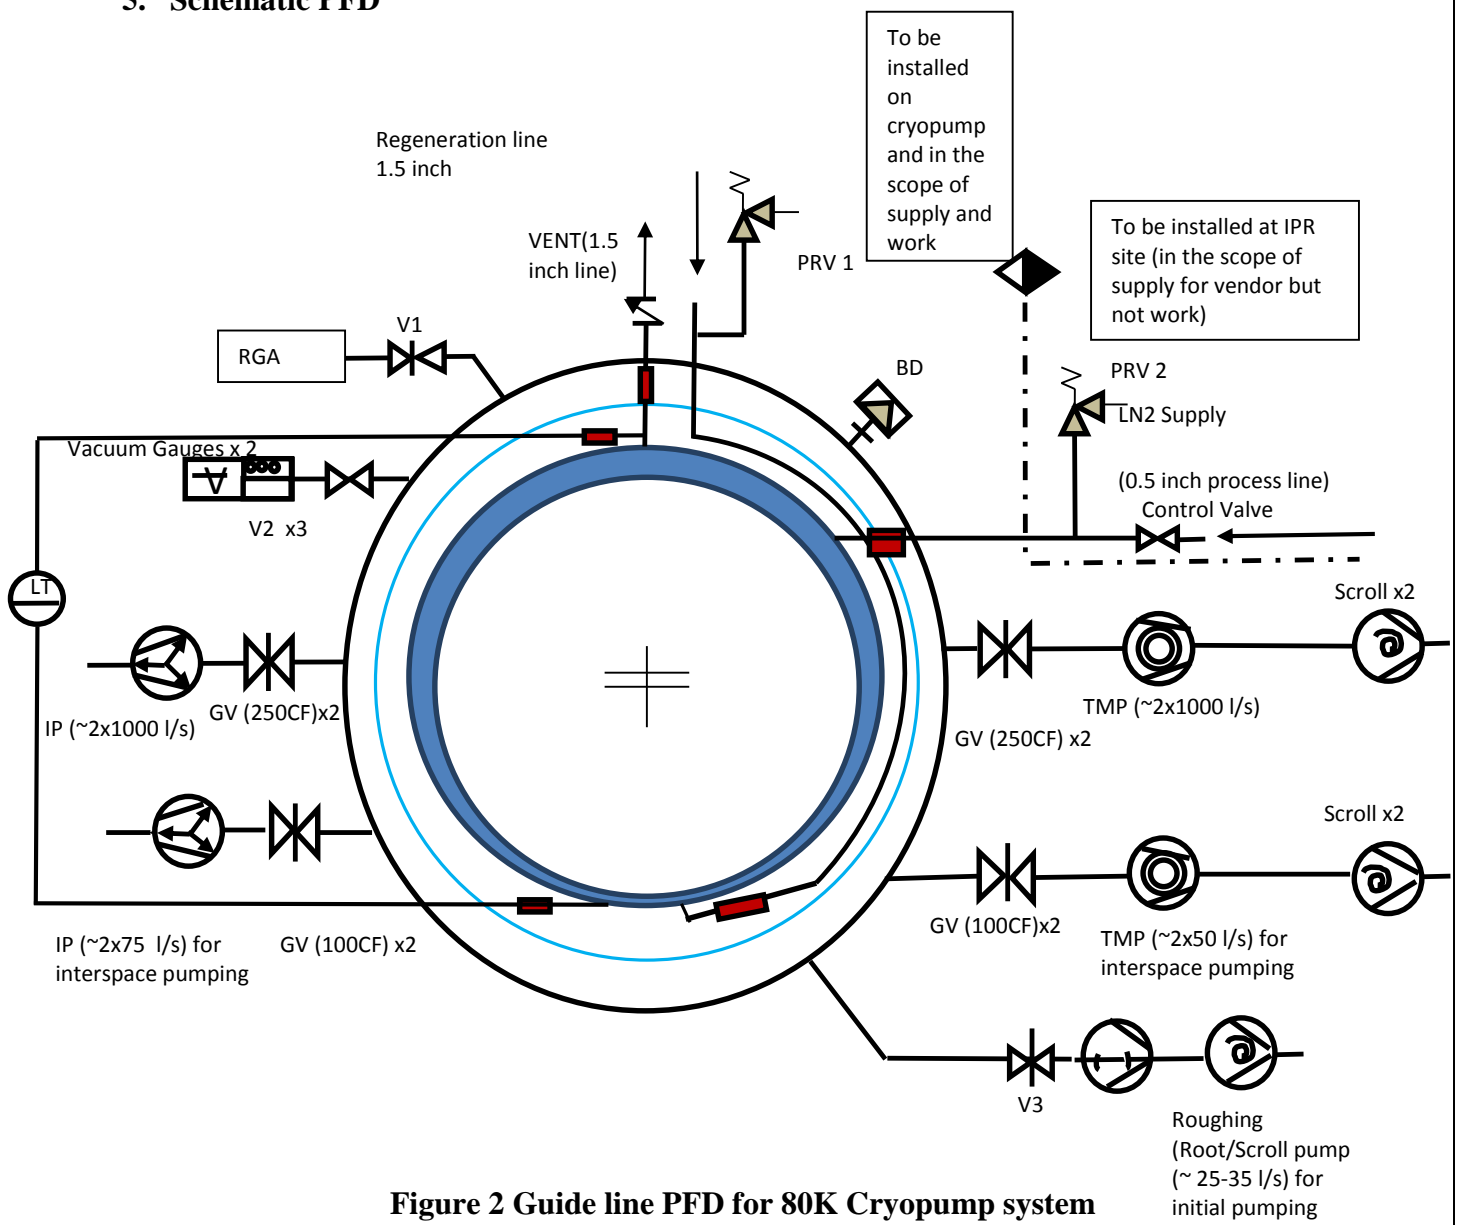 3. Schematic PFD
To be
installed
on
cryopump
and in the
scope of
supply and
work
Regeneration line
1.5 inch
VENT(1.5
inch line)
PRV 1
To be installed at IPR
site (in the scope of
supply for vendor but
not work)
V1
RGA
BD
PRV 2
LN2 Supply
Vacuum Gauges x 2
V2 x3
(0.5 inch process line)
Control Valve
LT
Scroll x2
IP (~2x1000 l/s)
GV (250CF)x2
TMP (~2x1000 l/s)
GV (250CF) x2
Scroll x2
IP (~2x75 l/s) for
interspace pumping
GV (100CF) x2
GV (100CF)x2
TMP (~2x50 l/s) for
interspace pumping
V3
Roughing
(Root/Scroll pump
(~ 25-35 l/s) for
initial pumping
Figure 2 Guide line PFD for 80K Cryopump system